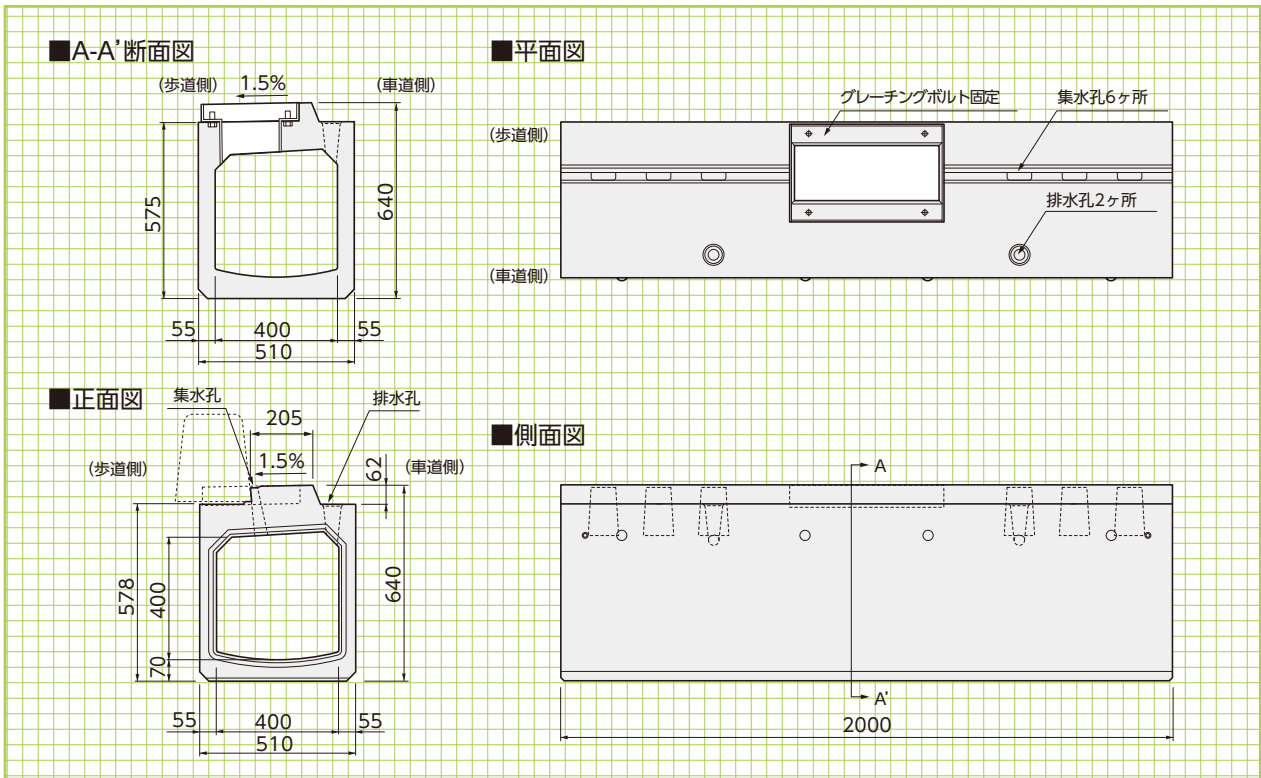 ■A-A'断面図
(歩道側)
1.5%
(車道側)
575
640
55
400
55
510
■平面図
グレーチングボルト固定
集水孔6ヶ所
(歩道側)
排水孔2ヶ所
(車道側)
■正面図
集水孔
排水孔
205
(歩道側)
1.5%
62
(車道側)
578
400
640
70
55
400
55
510
■側面図
A
A'
2000